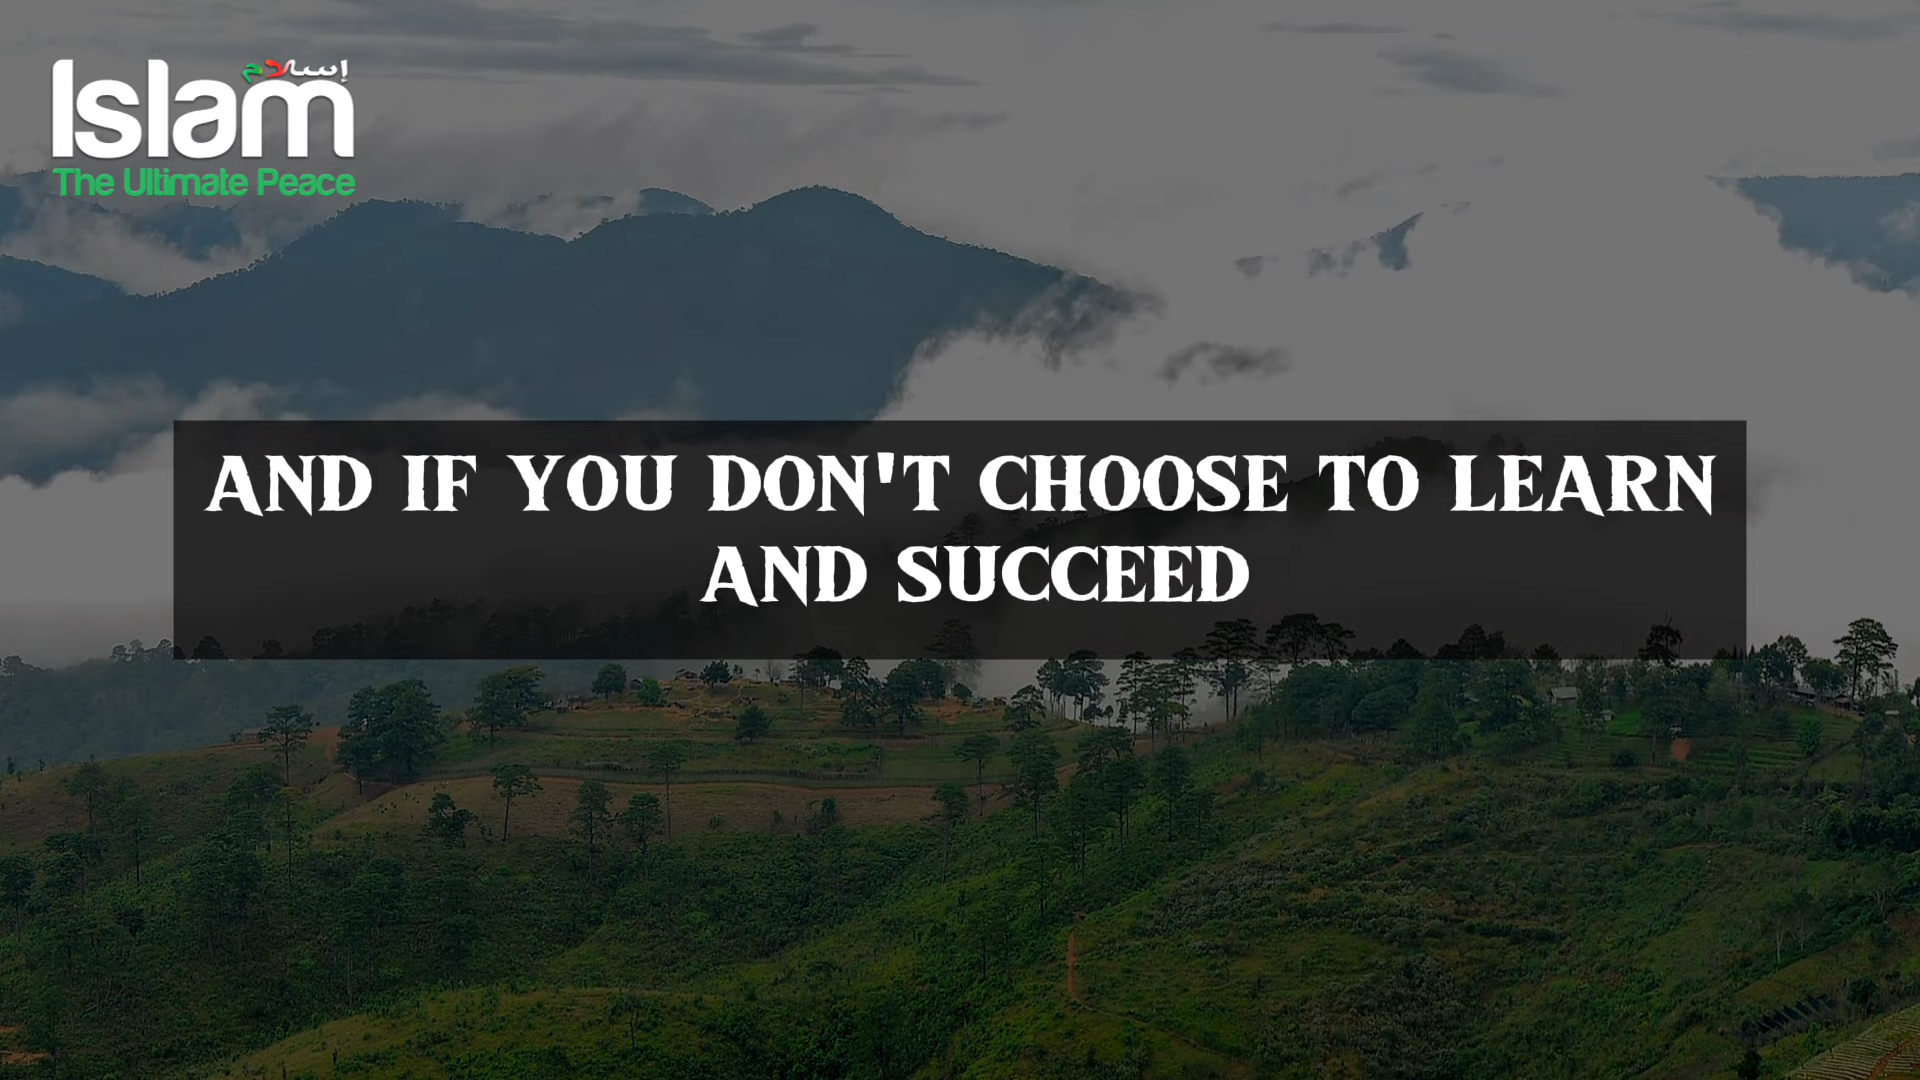 إسلام
Islam
The Ultimate Peace
AND IF YOU DON'T CHOOSE TO LEARN
AND SUCCEED